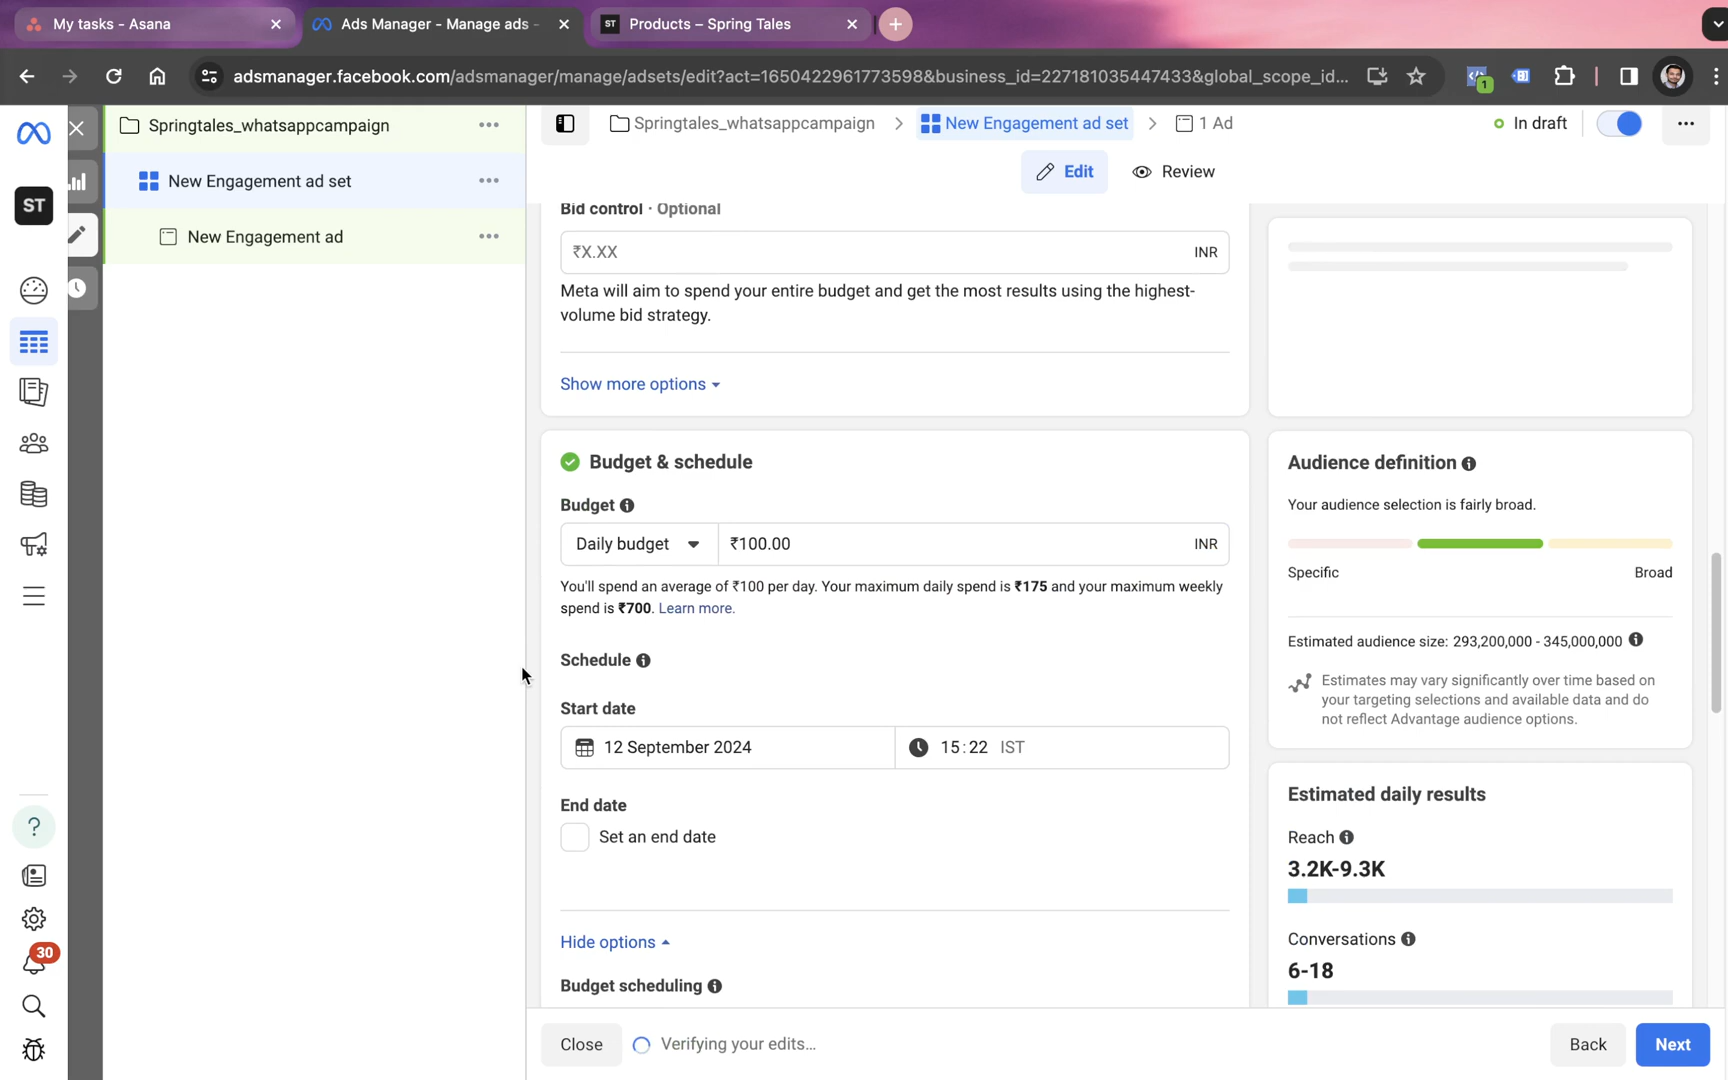 My tasks - Asana
Ads Manager - Manage ads -
ST Products – Spring Tales
adsmanager.facebook.com/adsmanager/manage/adsets/edit?act=1650422961773598&business_id=227181035447433&global_scope_id...
1
Springtales_whatsappcampaign
Springtales_whatsappcampaign > New Engagement ad set > 1 Ad
In draft
New Engagement ad set
Edit
Review
ST
New Engagement ad
Bid control · Optional
₹X.XX INR
Meta will aim to spend your entire budget and get the most results using the highest-
volume bid strategy.
Show more options
Budget & schedule
Budget
Daily budget ₹100.00 INR
You'll spend an average of ₹100 per day. Your maximum daily spend is ₹175 and your maximum weekly
spend is ₹700. Learn more.
Schedule
Start date
12 September 2024 15:22 IST
End date
Set an end date
Hide options
Budget scheduling
Audience definition
Your audience selection is fairly broad.
Specific Broad
Estimated audience size: 293,200,000 - 345,000,000
Estimates may vary significantly over time based on
your targeting selections and available data and do
not reflect Advantage audience options.
Estimated daily results
Reach
3.2K-9.3K
Conversations
6-18
?
30
Close
Verifying your edits...
Back
Next